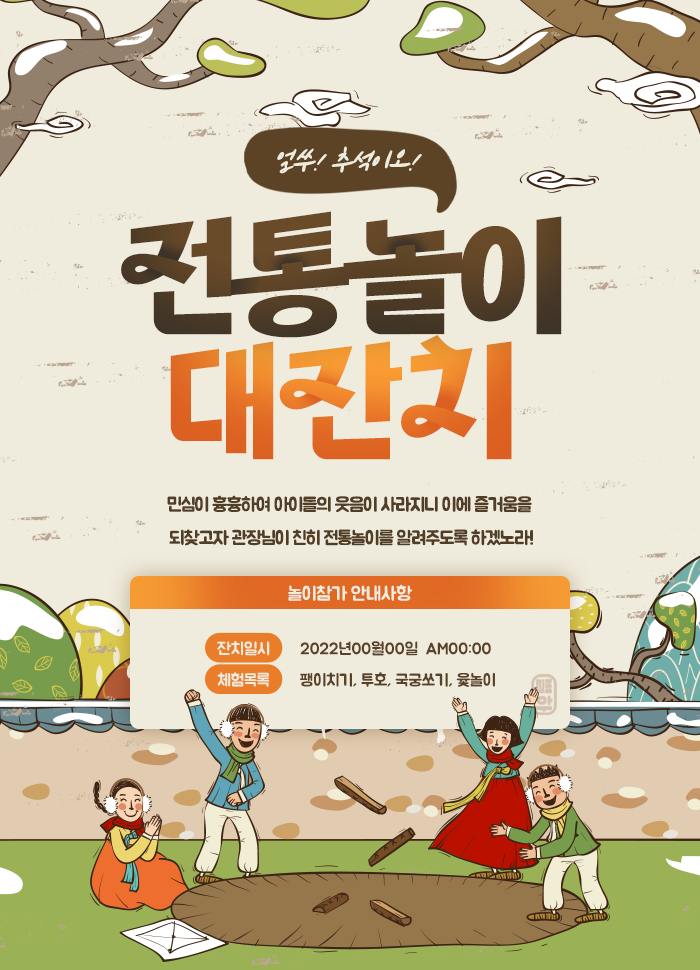 얼쑤! 추석이오!
전통놀이
대잔치
민심이 흉흉하여 아이들의 웃음이 사라지니 이에 즐거움을
되찾고자 관장님이 친히 전통놀이를 알려주도록 하겠노라!
놀이참가 안내사항
잔치일시 2022년00월00일 AM00:00
체험목록 팽이치기, 투호, 국궁쏘기, 윷놀이